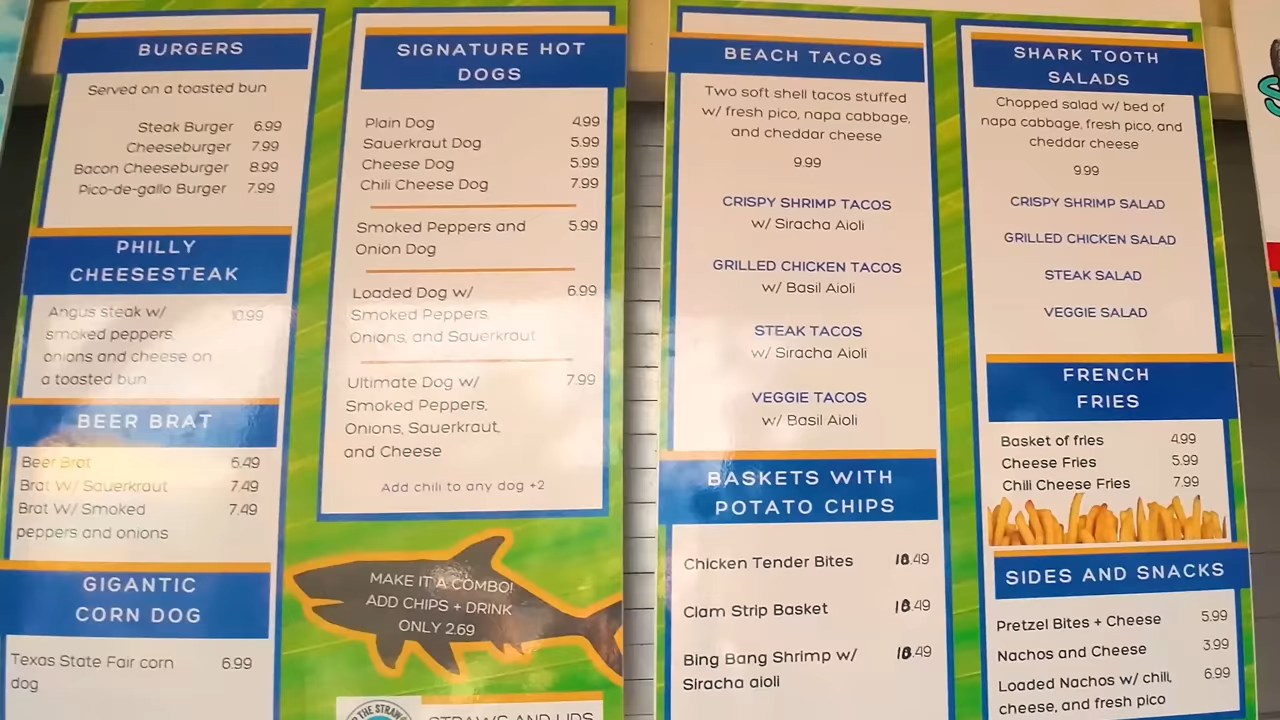 BURGERS
Served on a toasted bun
Steak Burger 6.99
Cheeseburger 7.99
Bacon Cheeseburger 8.99
Pico-de-gallo Burger 7.99
PHILLY
CHEESESTEAK
Angus steak w/ 10.99
smoked peppers,
onions and cheese on
a toasted bun
BEER BRAT
Beer Brat 6.49
Brat W/ Sauerkraut 7.49
Brat W/ Smoked 7.49
peppers and onions
GIGANTIC
CORN DOG
Texas State Fair corn 6.99
dog
SIGNATURE HOT
DOGS
Plain Dog 4.99
Sauerkraut Dog 5.99
Cheese Dog 5.99
Chili Cheese Dog 7.99
Smoked Peppers and 5.99
Onion Dog
Loaded Dog w/ 6.99
Smoked Peppers,
Onions, and Sauerkraut
Ultimate Dog w/ 7.99
Smoked Peppers,
Onions, Sauerkraut,
and Cheese
Add chili to any dog +2
MAKE IT A COMBO!
ADD CHIPS + DRINK
ONLY 2.69
STRAWS AND LIDS
BEACH TACOS
Two soft shell tacos stuffed
w/ fresh pico, napa cabbage,
and cheddar cheese
9.99
CRISPY SHRIMP TACOS
w/ Siracha Aioli
GRILLED CHICKEN TACOS
w/ Basil Aioli
STEAK TACOS
w/ Siracha Aioli
VEGGIE TACOS
w/ Basil Aioli
BASKETS WITH
POTATO CHIPS
Chicken Tender Bites 10.49
Clam Strip Basket 10.49
Bing Bang Shrimp w/ 10.49
Siracha aioli
SHARK TOOTH
SALADS
Chopped salad w/ bed of
napa cabbage, fresh pico, and
cheddar cheese
9.99
CRISPY SHRIMP SALAD
GRILLED CHICKEN SALAD
STEAK SALAD
VEGGIE SALAD
FRENCH
FRIES
Basket of fries 4.99
Cheese Fries 5.99
Chili Cheese Fries 7.99
SIDES AND SNACKS
Pretzel Bites + Cheese 5.99
Nachos and Cheese 3.99
Loaded Nachos w/ chili, 6.99
cheese, and fresh pico